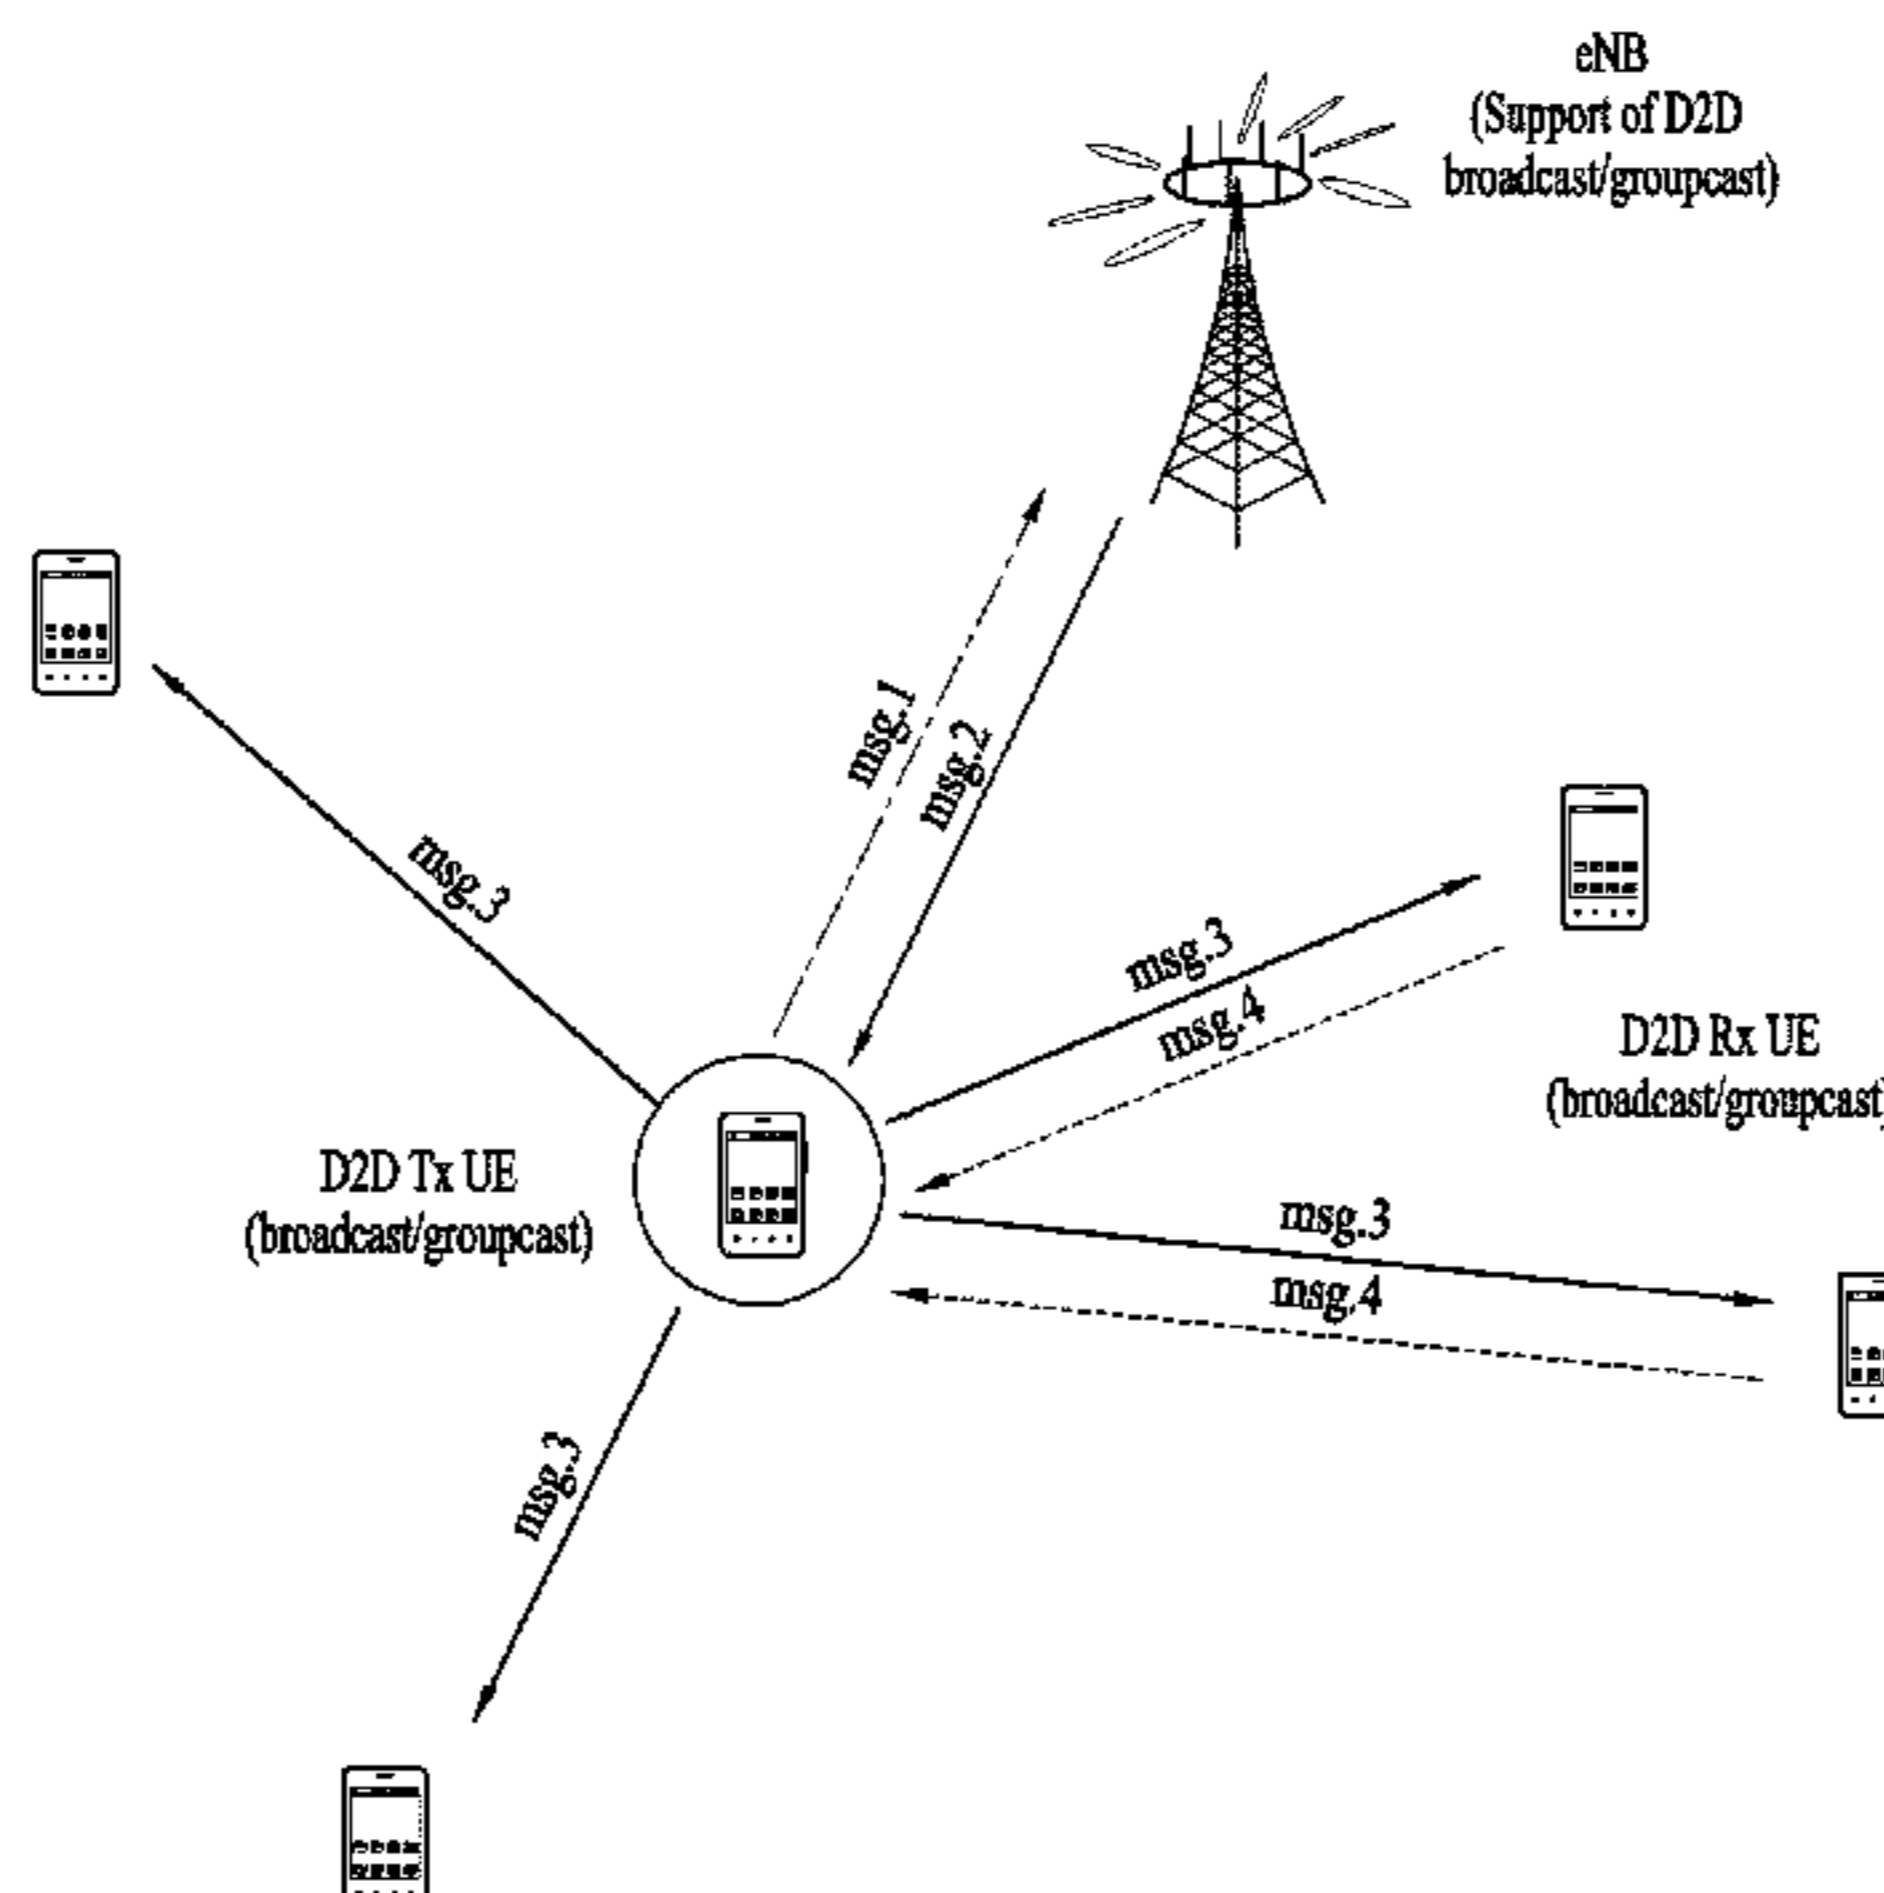 eNB
(Support of D2D
broadcast/groupcast)
msg.1
msg.2
msg.3
msg.3
msg.4
D2D Rx UE
(broadcast/groupcast)
D2D Tx UE
(broadcast/groupcast)
msg.3
msg.4
msg.3